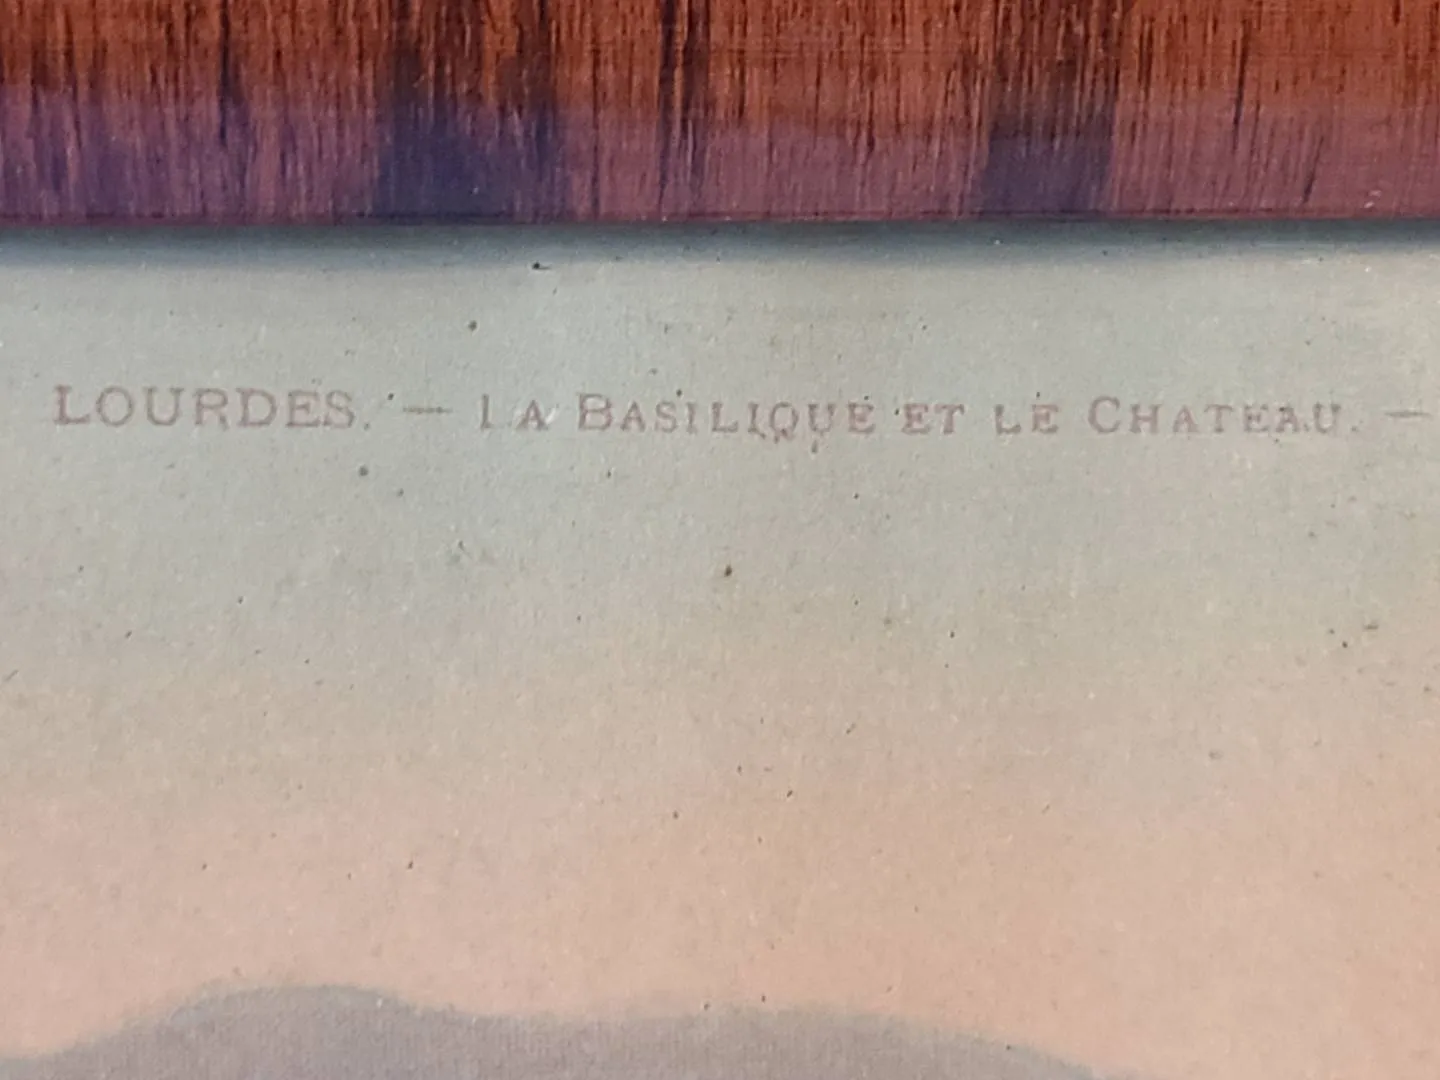 LOURDES. — LA BASILIQUE ET LE CHATEAU. —